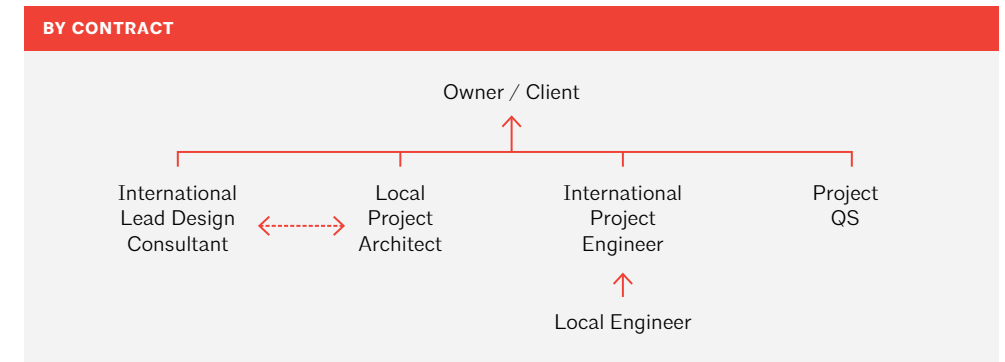 BY CONTRACT
Owner / Client
International
Lead Design
Consultant
Local
Project
Architect
International
Project
Engineer
Project
QS
Local Engineer